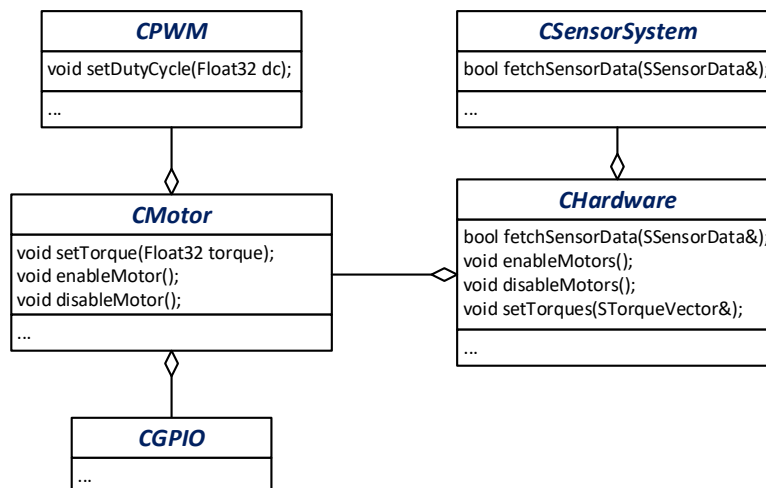 CPWM
void setDutyCycle(Float32 dc);
...
CSensorSystem
bool fetchSensorData(SSensorData&);
...
CMotor
void setTorque(Float32 torque);
void enableMotor();
void disableMotor();
...
CHardware
bool fetchSensorData(SSensorData&);
void enableMotors();
void disableMotors();
void setTorques(STorqueVector&);
...
CGPIO
...